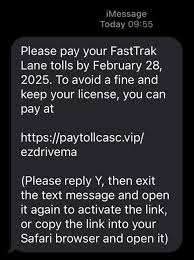 iMessage
Today 09:55
Please pay your FastTrak
Lane tolls by February 28,
2025. To avoid a fine and
keep your license, you can
pay at
https://paytollcasc.vip/
ezdrivema
(Please reply Y, then exit
the text message and open
it again to activate the link,
or copy the link into your
Safari browser and open it)